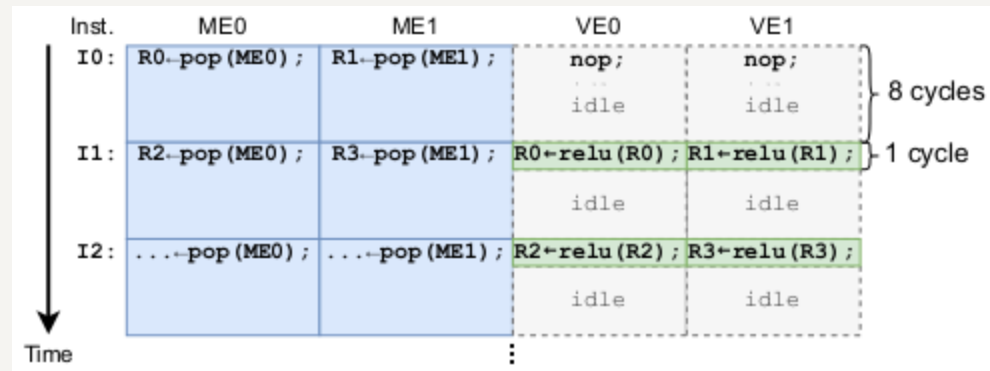 Inst. ME0 ME1 VE0 VE1
I0: R0←pop(ME0); R1←pop(ME1); nop; nop;
idle idle
8 cycles
I1: R2←pop(ME0); R3←pop(ME1); R0←relu(R0); R1←relu(R1); 1 cycle
idle idle
I2: ...←pop(ME0); ...←pop(ME1); R2←relu(R2); R3←relu(R3);
idle idle
Time